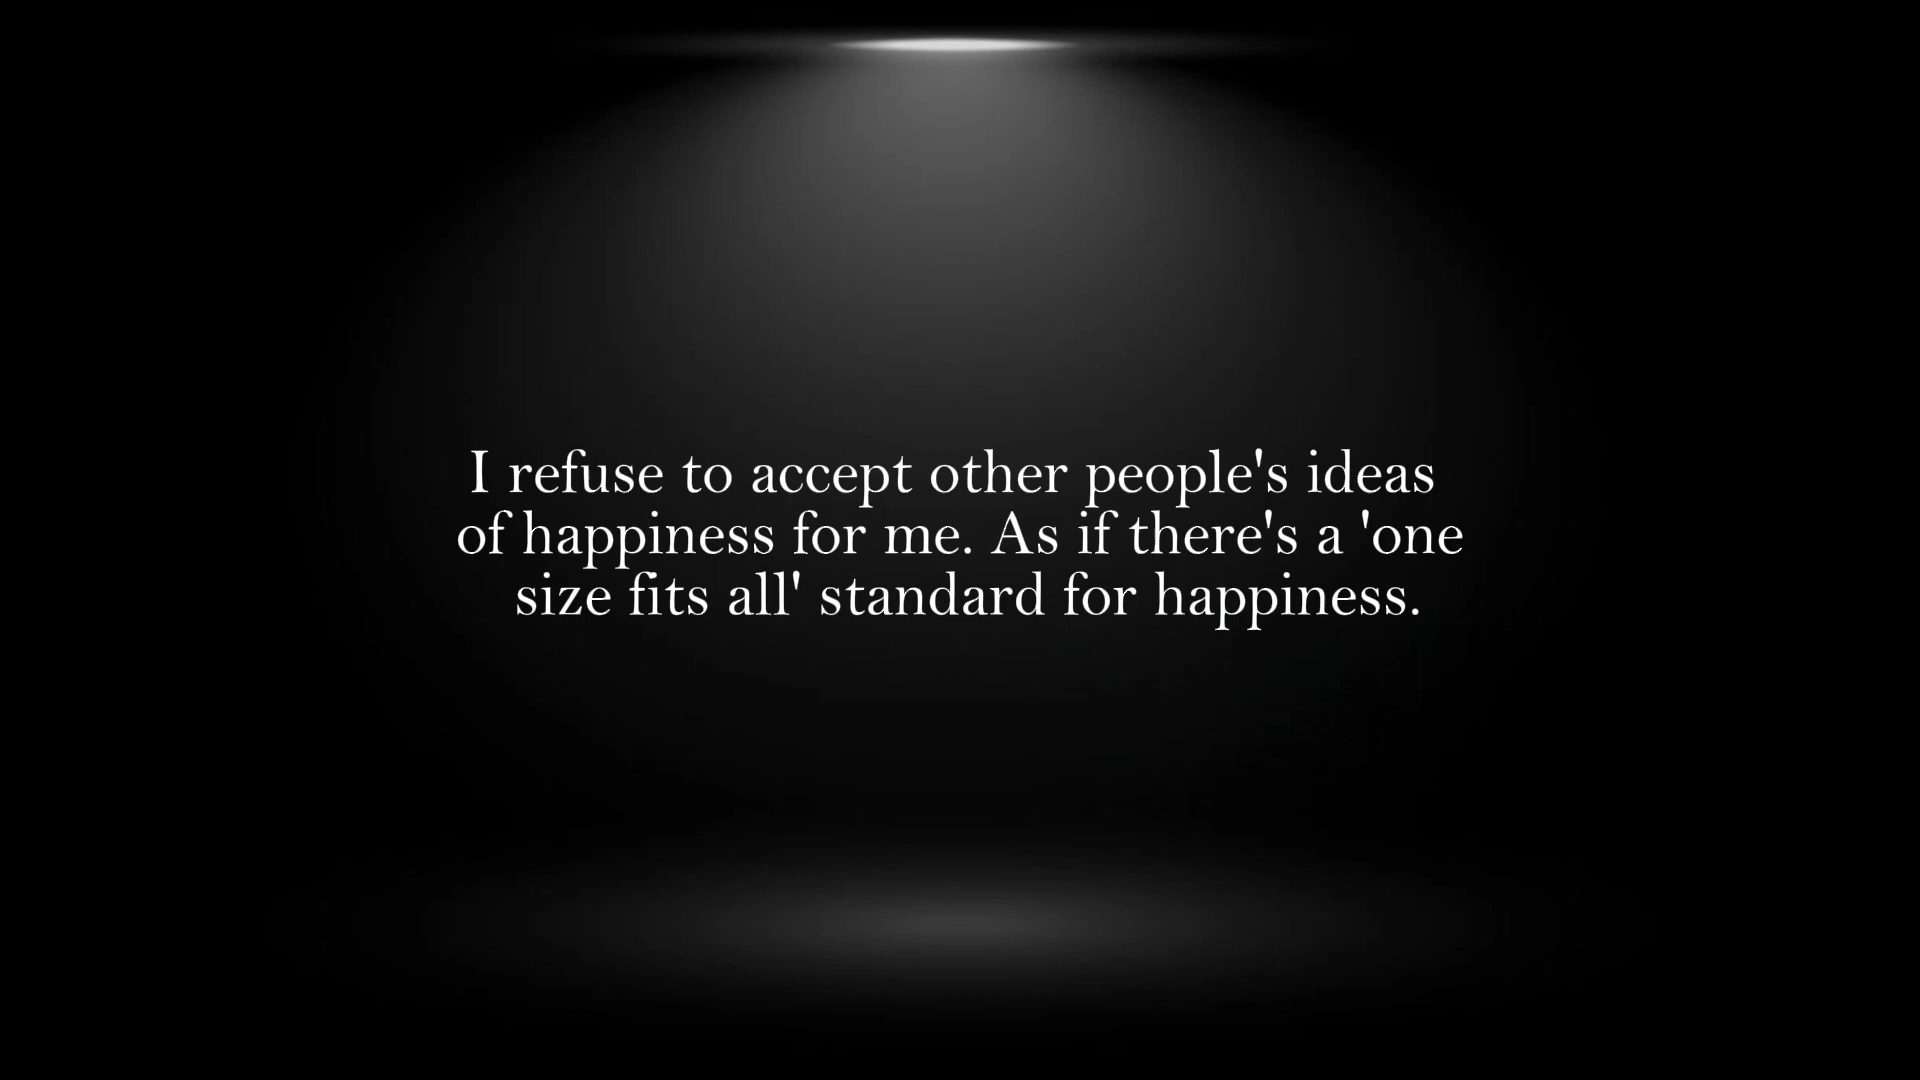 I refuse to accept other people's ideas
of happiness for me. As if there's a 'one
size fits all' standard for happiness.